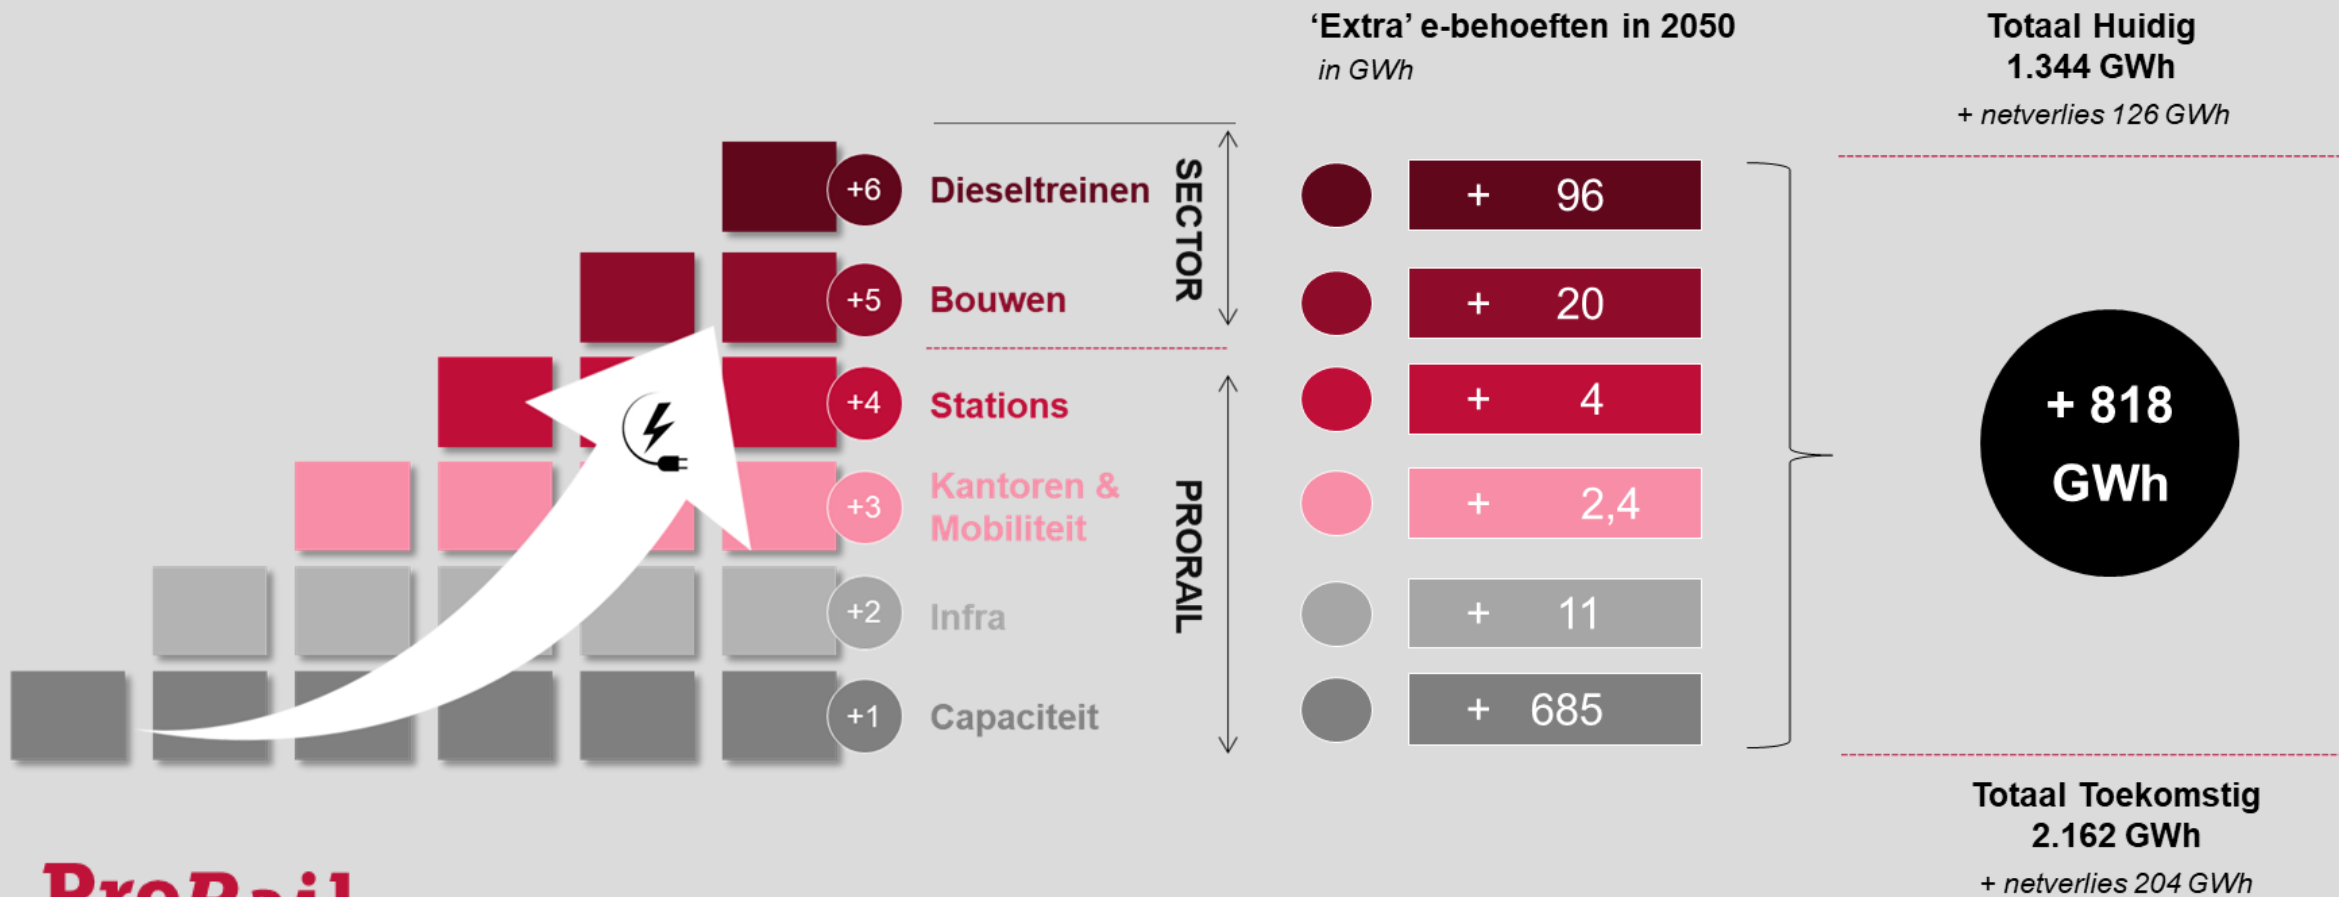 ‘Extra’ e-behoeften in 2050
in GWh
Totaal Huidig
1.344 GWh
+ netverlies 126 GWh
SECTOR
+6 Dieseltreinen + 96
+5 Bouwen + 20
PRORAIL
+4 Stations + 4
+3 Kantoren &
Mobiliteit + 2,4
+2 Infra + 11
+1 Capaciteit + 685
+ 818
GWh
Totaal Toekomstig
2.162 GWh
+ netverlies 204 GWh
ProRail